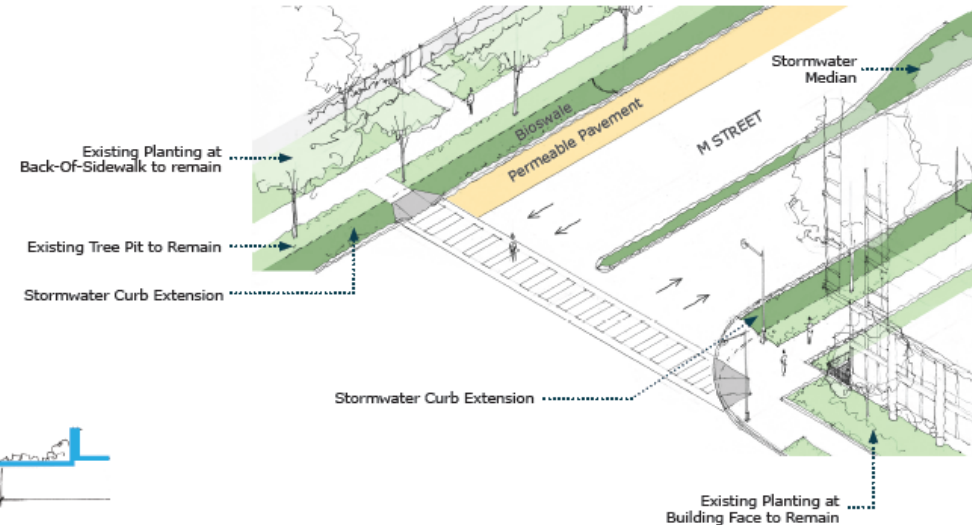 Stormwater
Median
Bioswale
Permeable Pavement
M STREET
Existing Planting at
Back-Of-Sidewalk to remain
Existing Tree Pit to Remain
Stormwater Curb Extension
Stormwater Curb Extension
Existing Planting at
Building Face to Remain